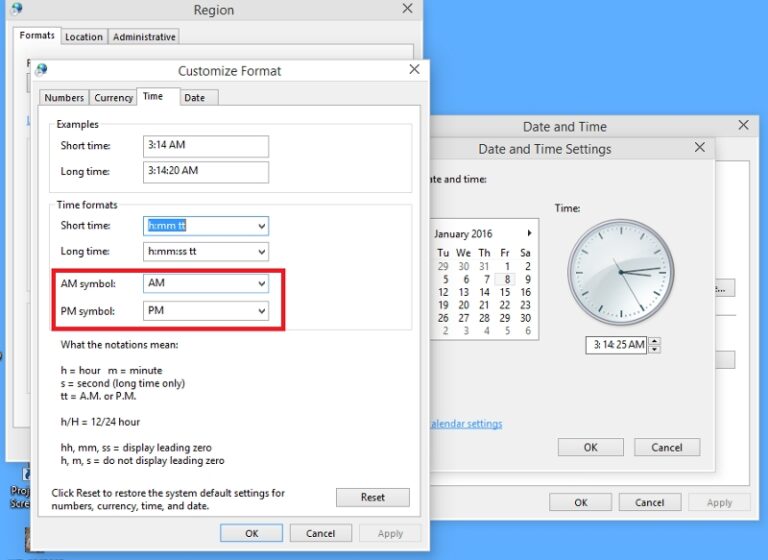 Region
Formats
Location
Administrative
Customize Format
Numbers
Currency
Time
Date
Examples
Short time: 3:14 AM
Long time: 3:14:20 AM
Time formats
Short time: h:mm tt
Long time: h:mm:ss tt
AM symbol: AM
PM symbol: PM
What the notations mean:
h = hour m = minute
s = second (long time only)
tt = A.M. or P.M.
h/H = 12/24 hour
hh, mm, ss = display leading zero
h, m, s = do not display leading zero
Click Reset to restore the system default settings for
numbers, currency, time, and date.
Reset
OK
Cancel
Apply
Date and Time
Date and Time Settings
ate and time:
Time:
January 2016
Tu We Th Fr Sa
29 30 31 1 2
5 6 7 8 9
12 13 14 15 16
19 20 21 22 23
26 27 28 29 30
2 3 4 5 6
3:14:25 AM
alendar settings
OK
Cancel
e...
OK
Cancel
Apply
Proj
Scre